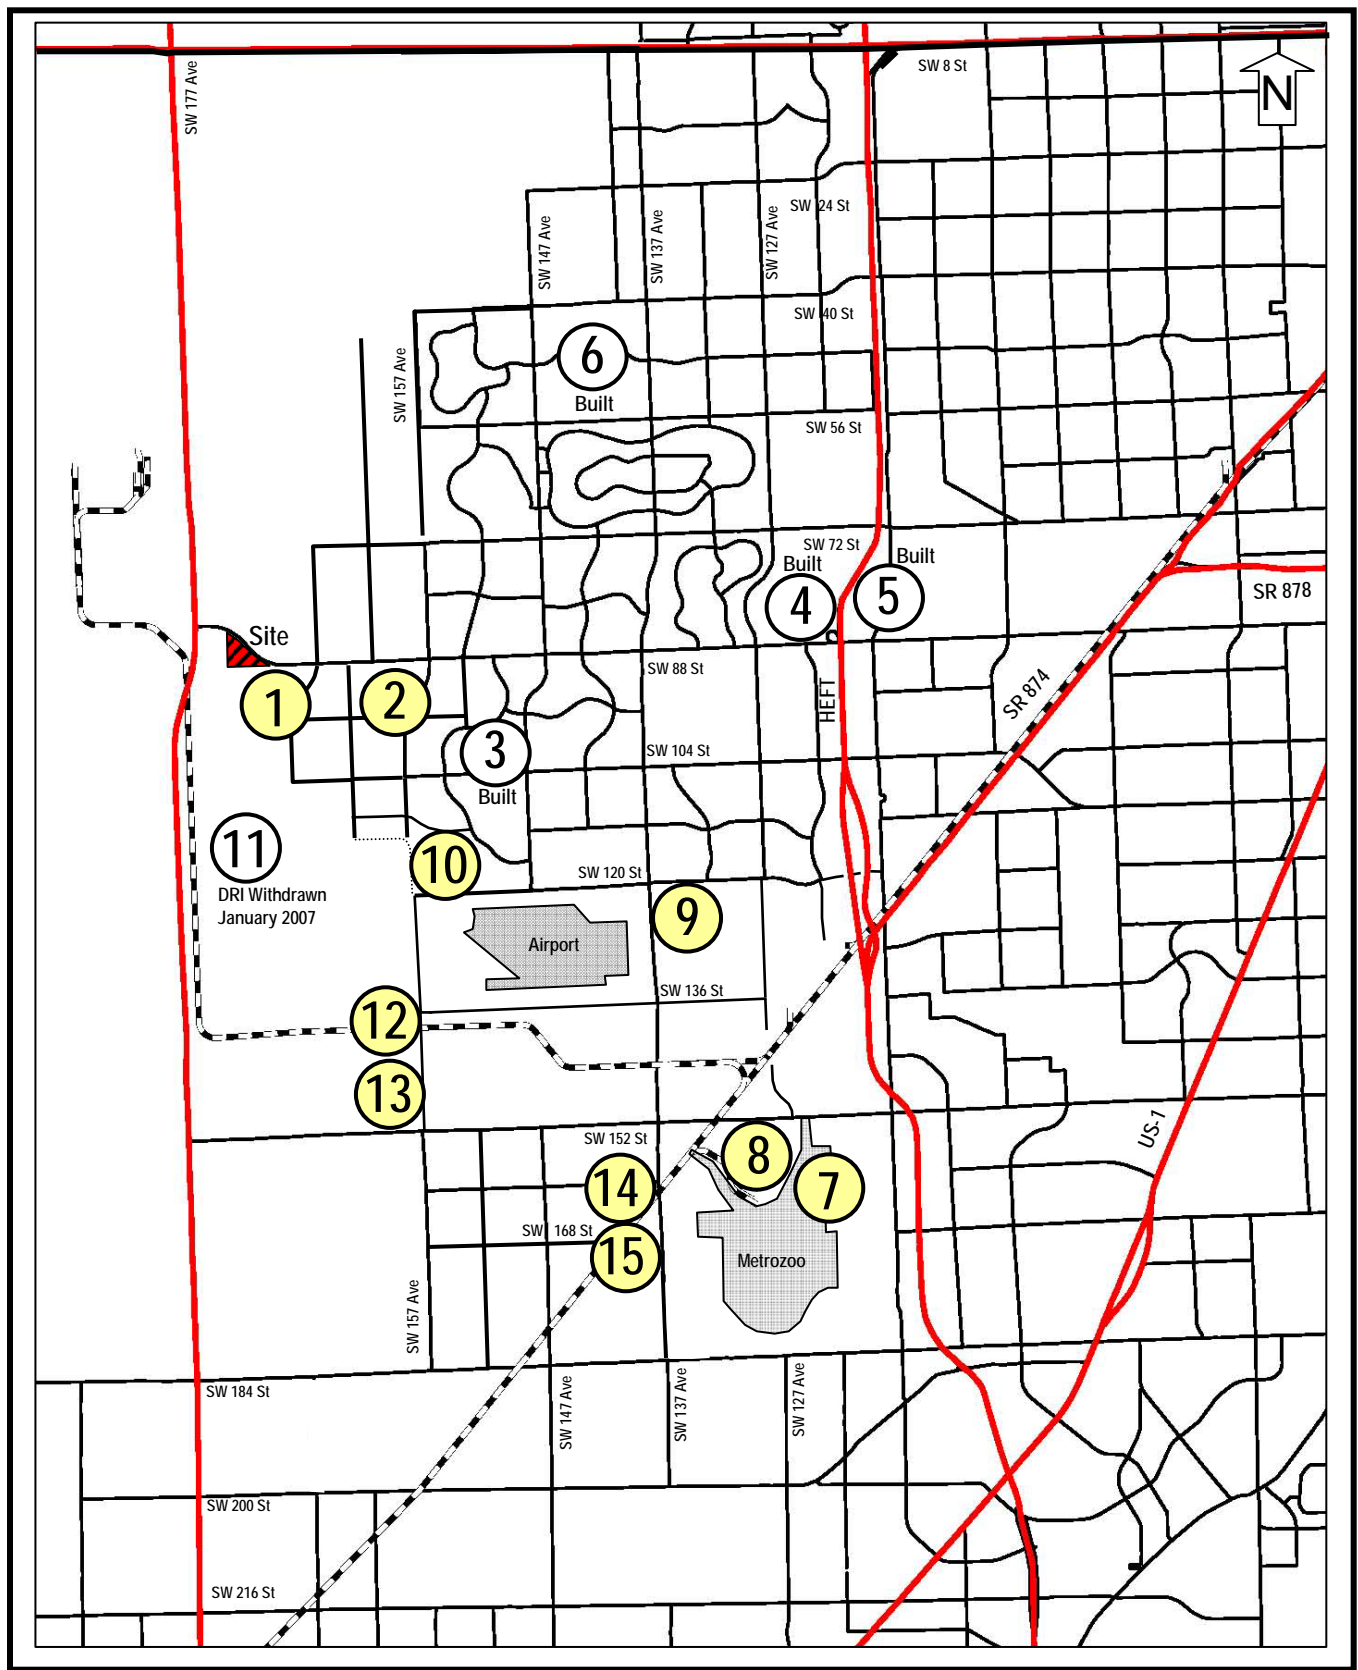 SW 8 St
N
SW 177 Ave
SW 24 St
SW 147 Ave
SW 137 Ave
SW 127 Ave
SW 40 St
6
Built
SW 157 Ave
SW 56 St
SW 72 St
Built
4
Built
5
SR 878
Site
SW 88 St
1
2
HEFT
SR 874
3
Built
SW 104 St
11
DRI Withdrawn
January 2007
10
SW 120 St
9
Airport
SW 136 St
12
13
US-1
SW 152 St
8
7
14
SW 168 St
15
Metrozoo
SW 157 Ave
SW 184 St
SW 147 Ave
SW 137 Ave
SW 127 Ave
SW 200 St
SW 216 St